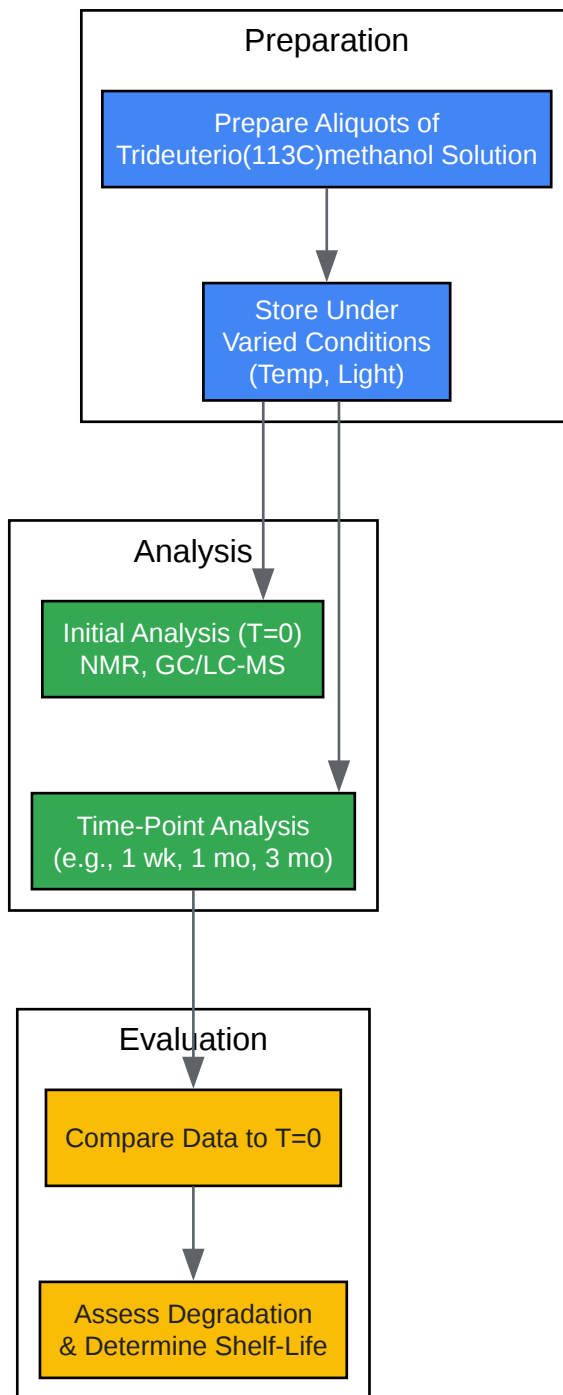 Preparation
Prepare Aliquots of
Trideuterio(113C)methanol Solution
Store Under
Varied Conditions
(Temp, Light)
Analysis
Initial Analysis (T=0)
NMR, GC/LC-MS
Time-Point Analysis
(e.g., 1 wk, 1 mo, 3 mo)
Evaluation
Compare Data to T=0
Assess Degradation
& Determine Shelf-Life